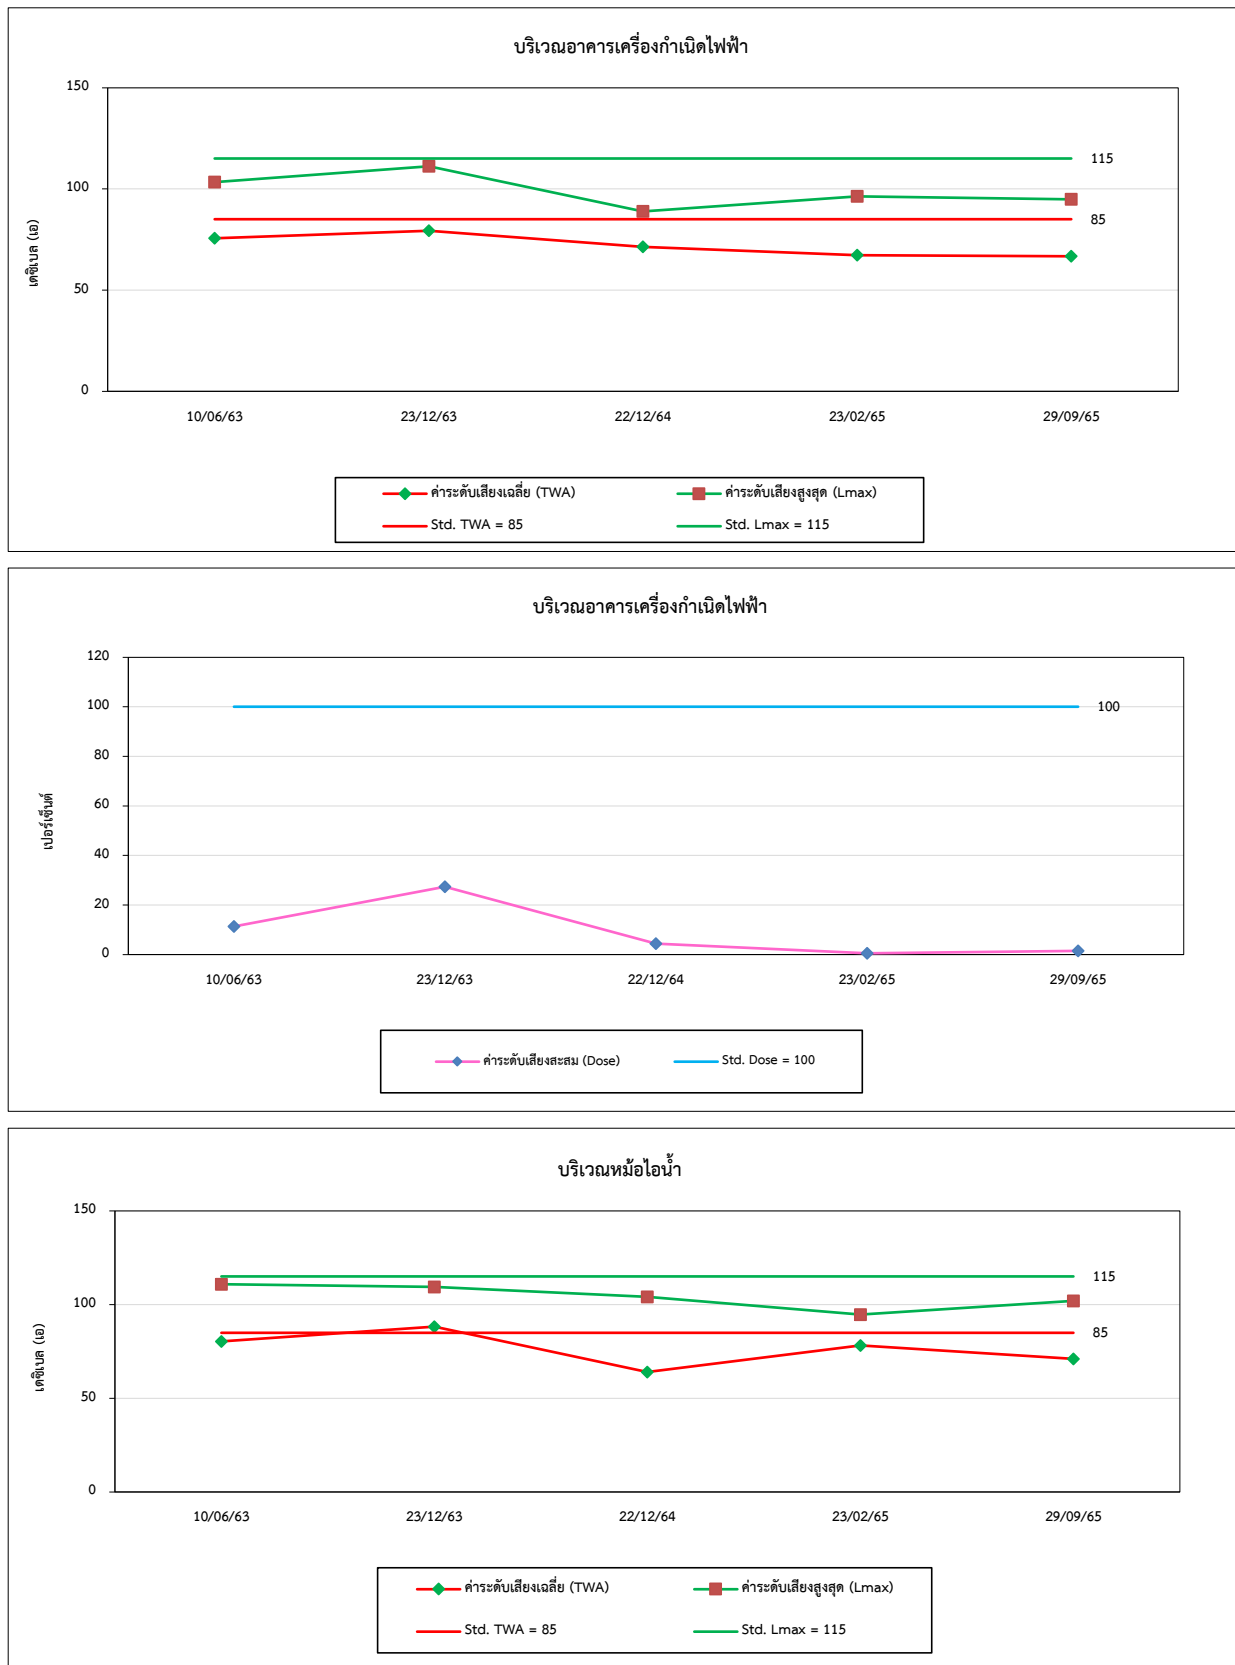 บริเวณอาคารเครื่องกำเนิดไฟฟ้า
150
115
100
85
เดซิเบล (เอ)
50
0
10/06/63 23/12/63 22/12/64 23/02/65 29/09/65
ค่าระดับเสียงเฉลี่ย (TWA) ค่าระดับเสียงสูงสุด (Lmax)
Std. TWA = 85 Std. Lmax = 115
บริเวณอาคารเครื่องกำเนิดไฟฟ้า
120
100 100
80
60
เปอร์เซ็นต์
40
20
0
10/06/63 23/12/63 22/12/64 23/02/65 29/09/65
ค่าระดับเสียงสะสม (Dose) Std. Dose = 100
บริเวณหม้อไอน้ำ
150
115
100
85
เดซิเบล (เอ)
50
0
10/06/63 23/12/63 22/12/64 23/02/65 29/09/65
ค่าระดับเสียงเฉลี่ย (TWA) ค่าระดับเสียงสูงสุด (Lmax)
Std. TWA = 85 Std. Lmax = 115